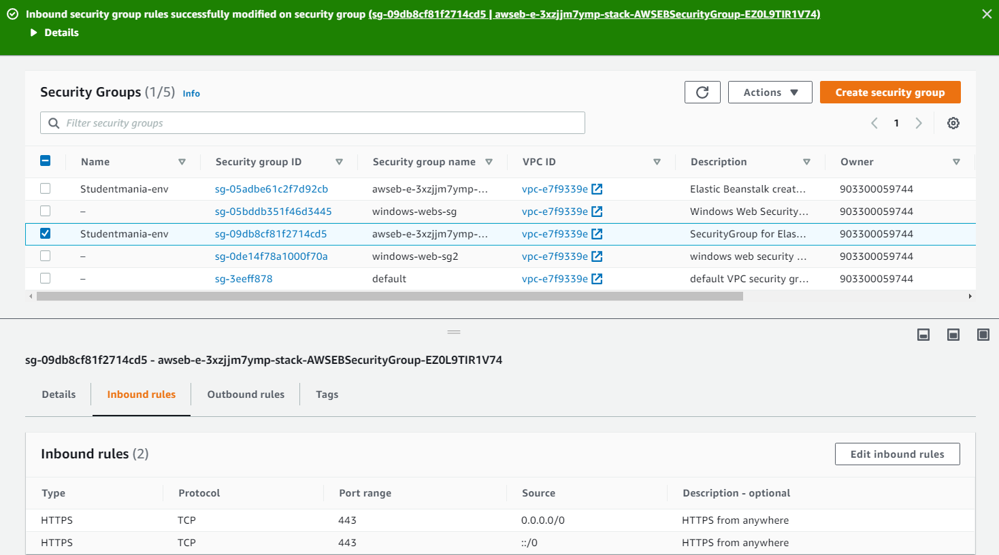 Inbound security group rules successfully modified on security group (sg-09db8cf81f2714cd5 | awseb-e-3xzjjm7ymp-stack-AWSEBSecurityGroup-EZ0L9TIR1V74)
Details
Security Groups (1/5) Info
Actions
Create security group
Filter security groups
1
Name Security group ID Security group name VPC ID Description Owner
Studentmania-env sg-05adbe61c2f7d92cb awseb-e-3xzjjm7ymp-... vpc-e7f9339e Elastic Beanstalk creat... 903300059744
– sg-05bddb351f46d3445 windows-webs-sg vpc-e7f9339e Windows Web Security... 903300059744
Studentmania-env sg-09db8cf81f2714cd5 awseb-e-3xzjjm7ymp-... vpc-e7f9339e SecurityGroup for Elas... 903300059744
– sg-0de14f78a1000f70a windows-web-sg2 vpc-e7f9339e windows web security ... 903300059744
– sg-3eeff878 default vpc-e7f9339e default VPC security gr... 903300059744
sg-09db8cf81f2714cd5 - awseb-e-3xzjjm7ymp-stack-AWSEBSecurityGroup-EZ0L9TIR1V74
Details Inbound rules Outbound rules Tags
Inbound rules (2)
Edit inbound rules
Type Protocol Port range Source Description - optional
HTTPS TCP 443 0.0.0.0/0 HTTPS from anywhere
HTTPS TCP 443 ::/0 HTTPS from anywhere